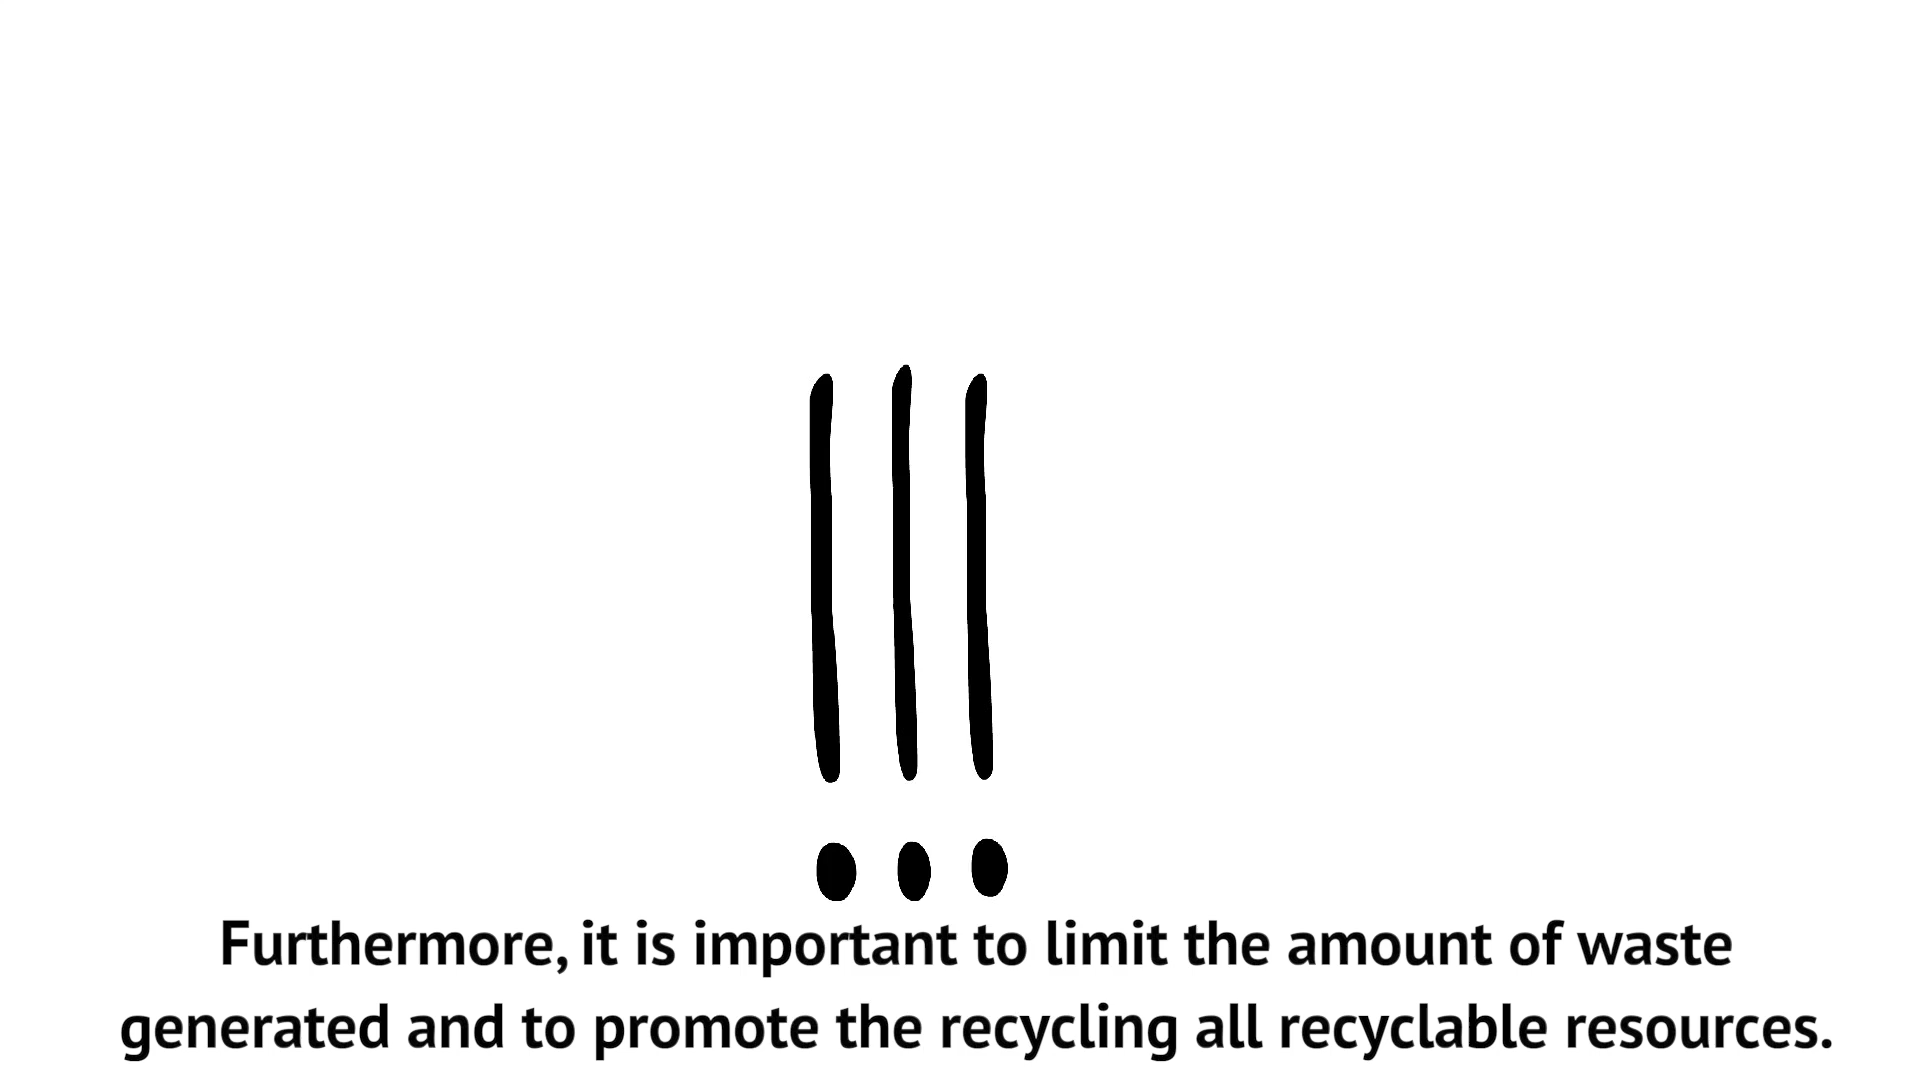 !!!
Furthermore, it is important to limit the amount of waste
generated and to promote the recycling all recyclable resources.